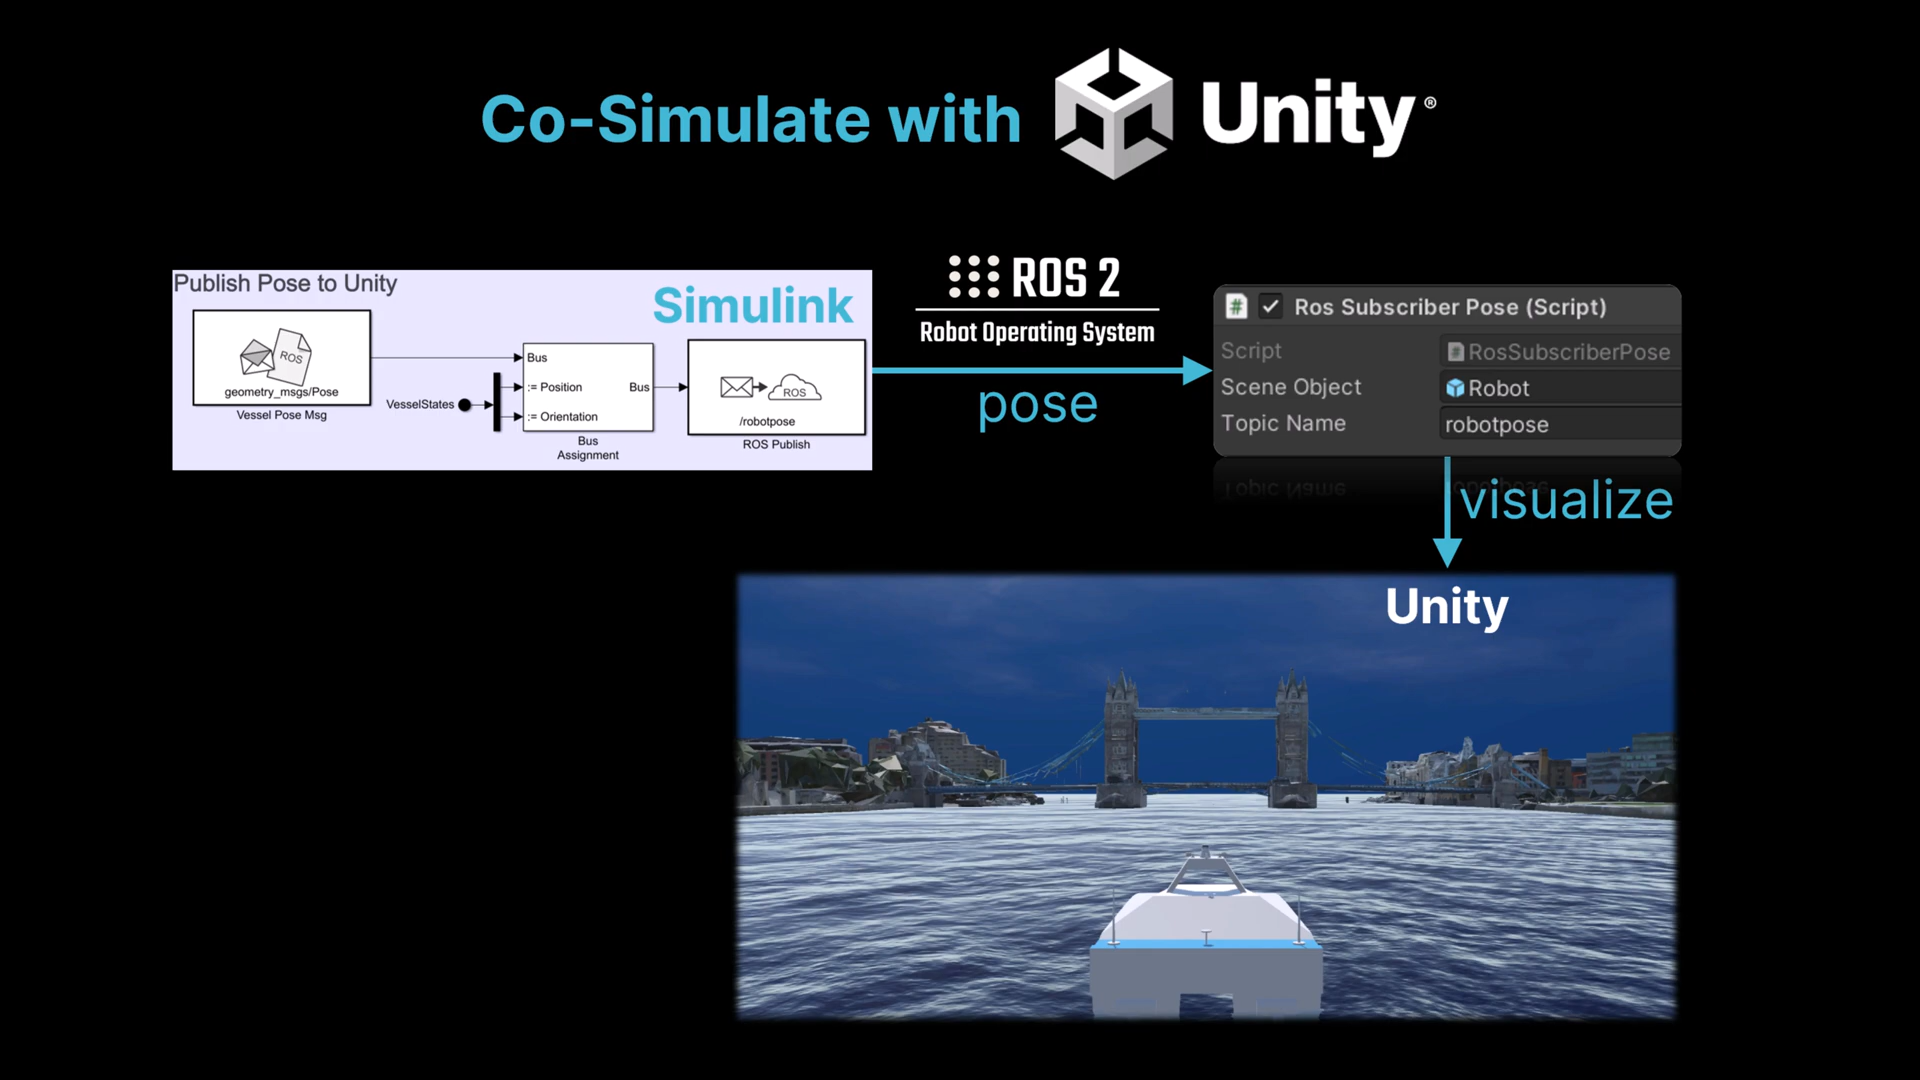 Co-Simulate with
Unity®
Publish Pose to Unity
Simulink
ROS
geometry_msgs/Pose
Vessel Pose Msg
VesselStates
Bus
:= Position
:= Orientation
Bus
Bus
Assignment
ROS
/robotpose
ROS Publish
ROS 2
Robot Operating System
pose
# Ros Subscriber Pose (Script)
Script # RosSubscriberPose
Scene Object Robot
Topic Name robotpose
Topic Name
visualize
Unity